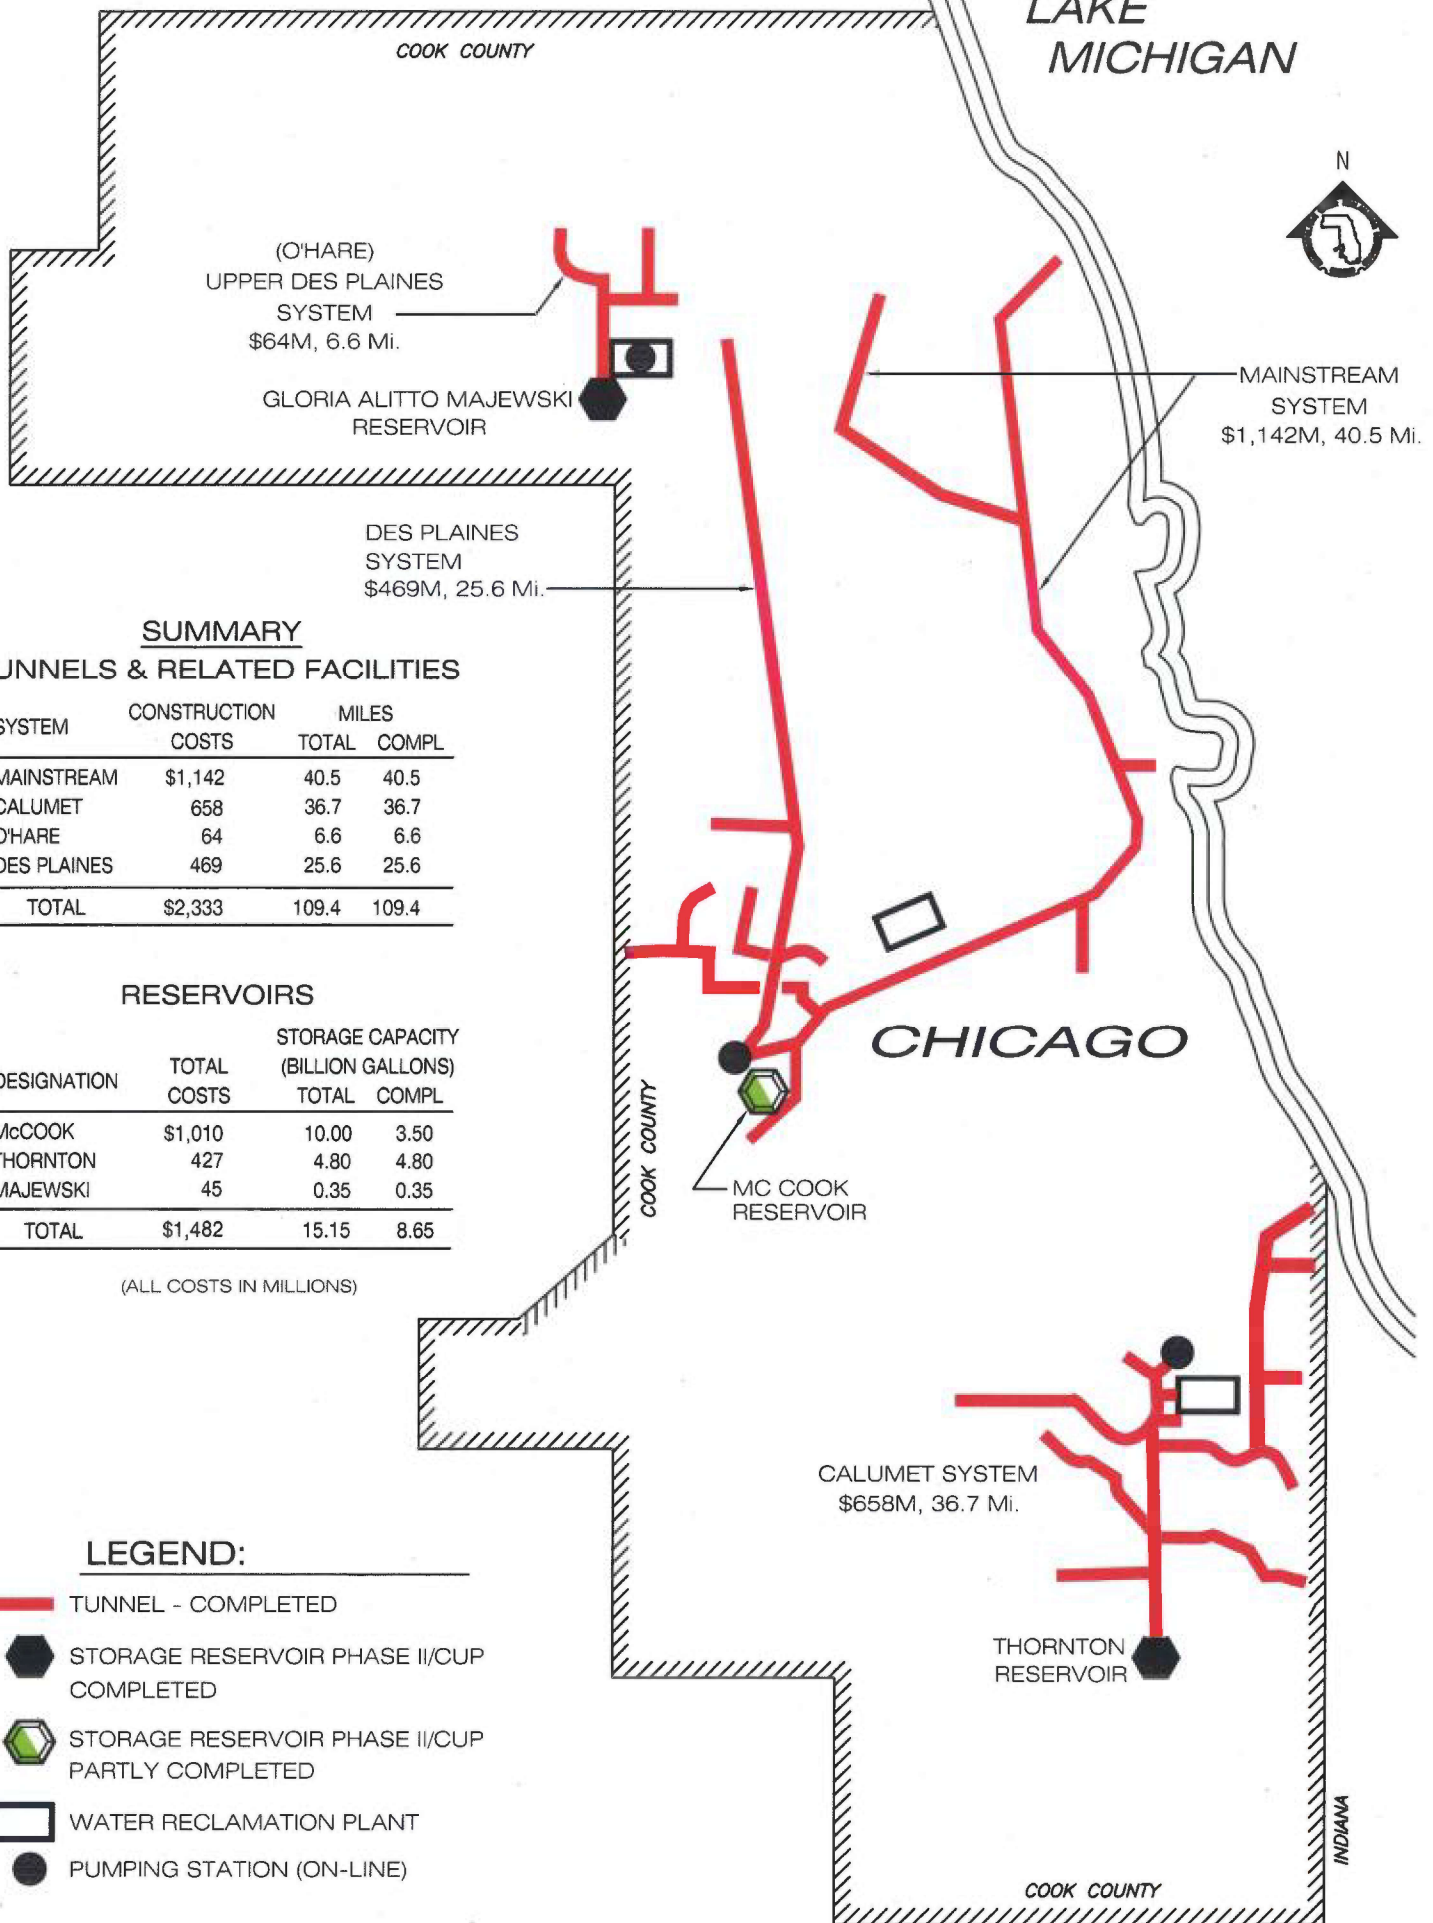 LAKE
MICHIGAN
COOK COUNTY
N
(O'HARE)
UPPER DES PLAINES
SYSTEM
$64M, 6.6 Mi.
GLORIA ALITTO MAJEWSKI
RESERVOIR
MAINSTREAM
SYSTEM
$1,142M, 40.5 Mi.
DES PLAINES
SYSTEM
$469M, 25.6 Mi.
SUMMARY
UNNELS & RELATED FACILITIES
SYSTEM CONSTRUCTION COSTS MILES TOTAL COMPL
MAINSTREAM $1,142 40.5 40.5
CALUMET 658 36.7 36.7
O'HARE 64 6.6 6.6
DES PLAINES 469 25.6 25.6
TOTAL $2,333 109.4 109.4
RESERVOIRS
DESIGNATION TOTAL COSTS STORAGE CAPACITY (BILLION GALLONS) TOTAL COMPL
McCOOK $1,010 10.00 3.50
THORNTON 427 4.80 4.80
MAJEWSKI 45 0.35 0.35
TOTAL $1,482 15.15 8.65
(ALL COSTS IN MILLIONS)
CHICAGO
COOK COUNTY
MC COOK
RESERVOIR
CALUMET SYSTEM
$658M, 36.7 Mi.
THORNTON
RESERVOIR
LEGEND:
TUNNEL - COMPLETED
STORAGE RESERVOIR PHASE II/CUP
COMPLETED
STORAGE RESERVOIR PHASE II/CUP
PARTLY COMPLETED
WATER RECLAMATION PLANT
PUMPING STATION (ON-LINE)
INDIANA
COOK COUNTY